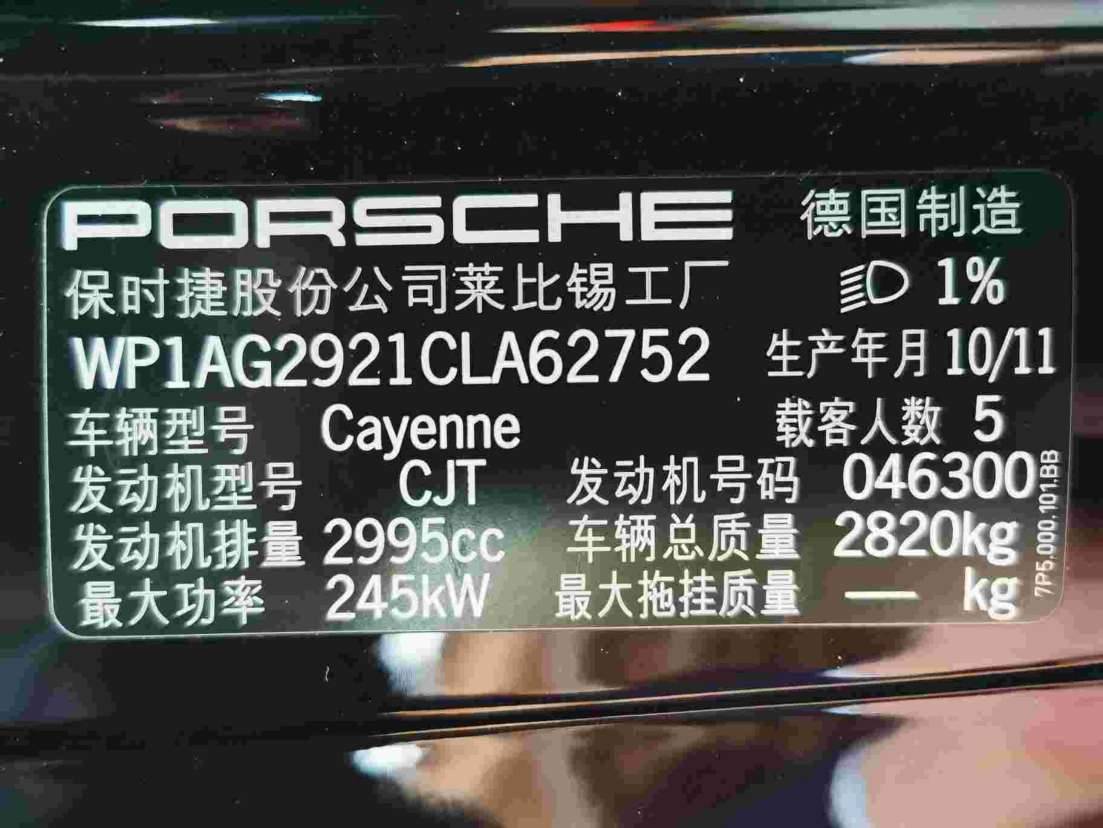 PORSCHE 德国制造
保时捷股份公司莱比锡工厂 1%
WP1AG2921CLA62752 生产年月 10/11
车辆型号 Cayenne 载客人数 5
发动机型号 CJT 发动机号码 046300
发动机排量 2995cc 车辆总质量 2820kg
最大功率 245kW 最大拖挂质量 — kg
7P5.000.101.BB